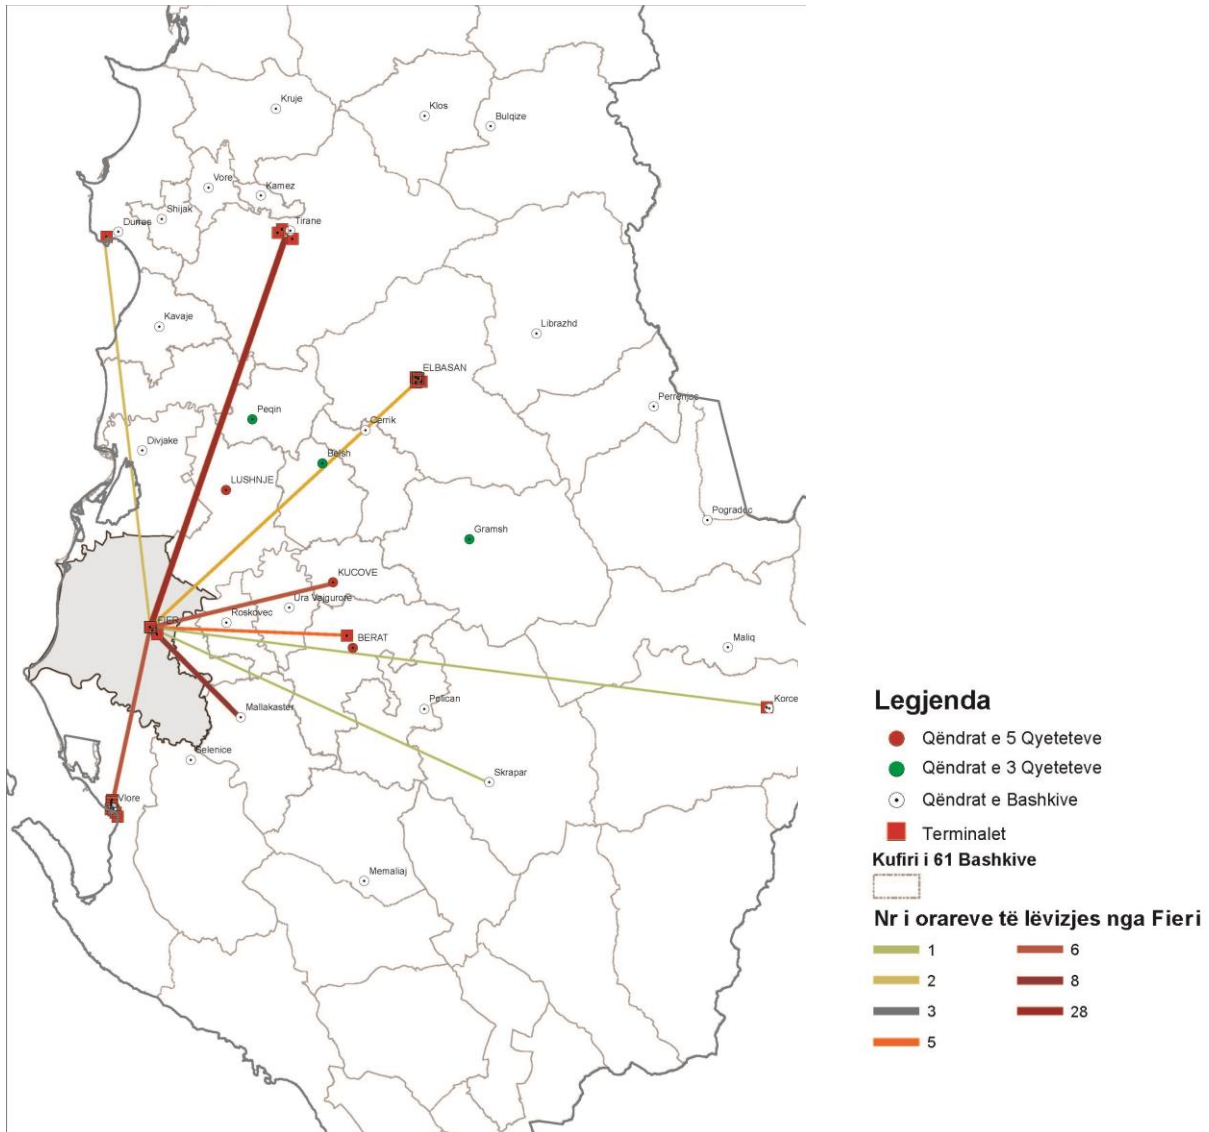 Kruje
Klos
Bulqize
Vore
Kamez
Shijak
Durres
Tirane
Kavaje
Librazhd
ELBASAN
Perrenjas
Peqin
Cerrik
Divjake
Belsh
LUSHNJE
Pogradec
Gramsh
KUCOVE
Ura Vajgurore
Roskovec
FIER
BERAT
Maliq
Mallakaster
Polican
Korce
Selenice
Skrapar
Vlore
Memaliaj
Legjenda
Qëndrat e 5 Qyeteteve
Qëndrat e 3 Qyeteteve
Qëndrat e Bashkive
Terminalet
Kufiri i 61 Bashkive
Nr i orareve të lëvizjes nga Fieri
1 6
2 8
3 28
5